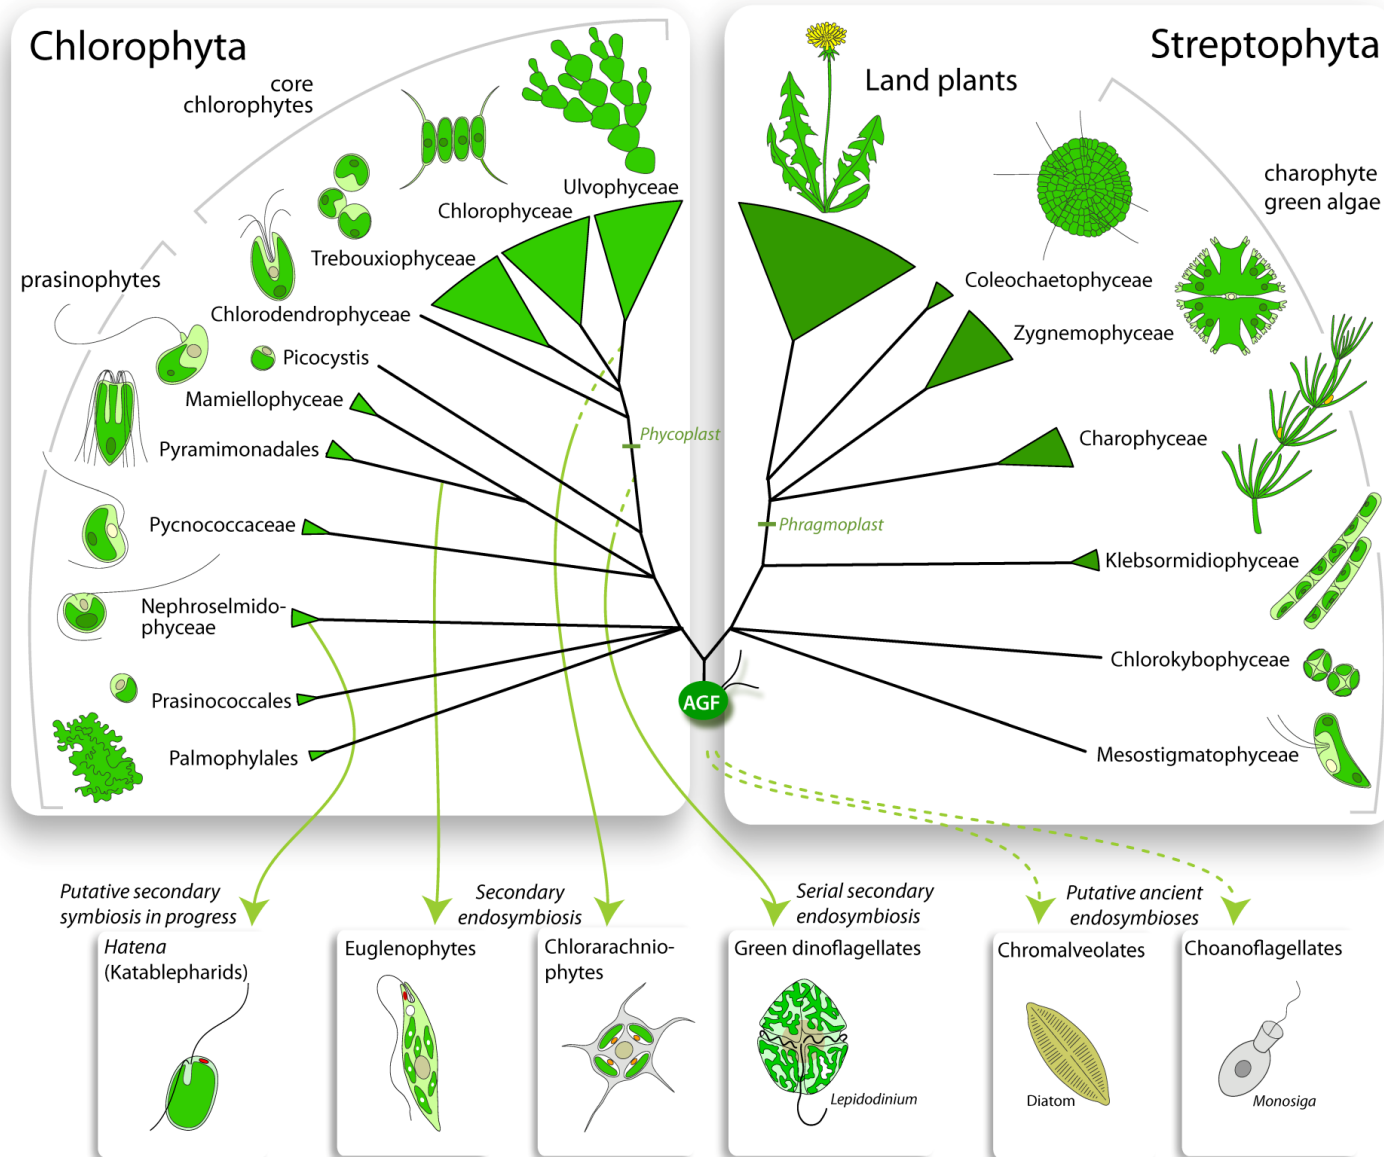 Chlorophyta
core
chlorophytes
Ulvophyceae
Chlorophyceae
Trebouxiophyceae
prasinophytes
Chlorodendrophyceae
Picocystis
Mamiellophyceae
Pyramimonadales
Phycoplast
Pycnococcaceae
Nephroselmido-
phyceae
Prasinococcales
Palmophylales
Streptophyta
Land plants
charophyte
green algae
Coleochaetophyceae
Zygnemophyceae
Charophyceae
Phragmoplast
Klebsormidiophyceae
Chlorokybophyceae
Mesostigmatophyceae
AGF
Putative secondary
symbiosis in progress
Secondary
endosymbiosis
Serial secondary
endosymbiosis
Putative ancient
endosymbioses
Hatena
(Katablepharids)
Euglenophytes
Chlorarachnio-
phytes
Green dinoflagellates
Lepidodinium
Chromalveolates
Diatom
Choanoflagellates
Monosiga